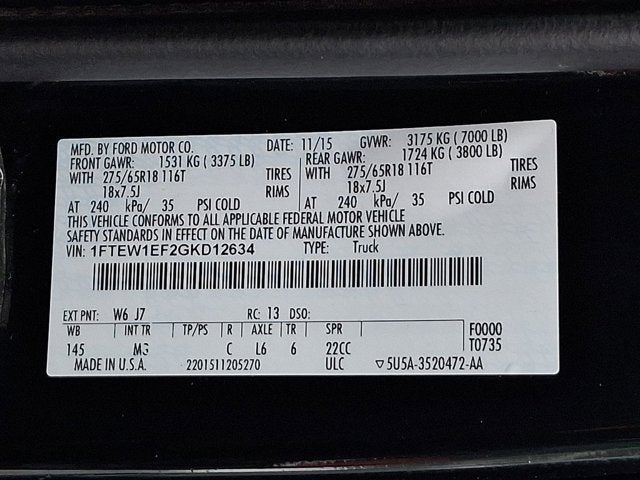 MFD. BY FORD MOTOR CO. DATE: 11/15 GVWR: 3175 KG ( 7000 LB)
FRONT GAWR: 1531 KG ( 3375 LB) REAR GAWR: 1724 KG ( 3800 LB)
WITH 275/65R18 116T TIRES WITH 275/65R18 116T TIRES
18x7.5J RIMS 18x7.5J RIMS
AT 240 kPa/ 35 PSI COLD AT 240 kPa/ 35 PSI COLD
THIS VEHICLE CONFORMS TO ALL APPLICABLE FEDERAL MOTOR VEHICLE
SAFETY STANDARDS IN EFFECT ON THE DATE OF MANUFACTURE SHOWN ABOVE.
VIN: 1FTEW1EF2GKD12634 TYPE: Truck
EXT PNT: W6 J7 RC: 13 DSO:
WB INT TR TP/PS R AXLE TR SPR F0000
145 M3 C L6 6 22CC T0735
MADE IN U.S.A. 2201511205270 ULC ▽5U5A-3520472-AA